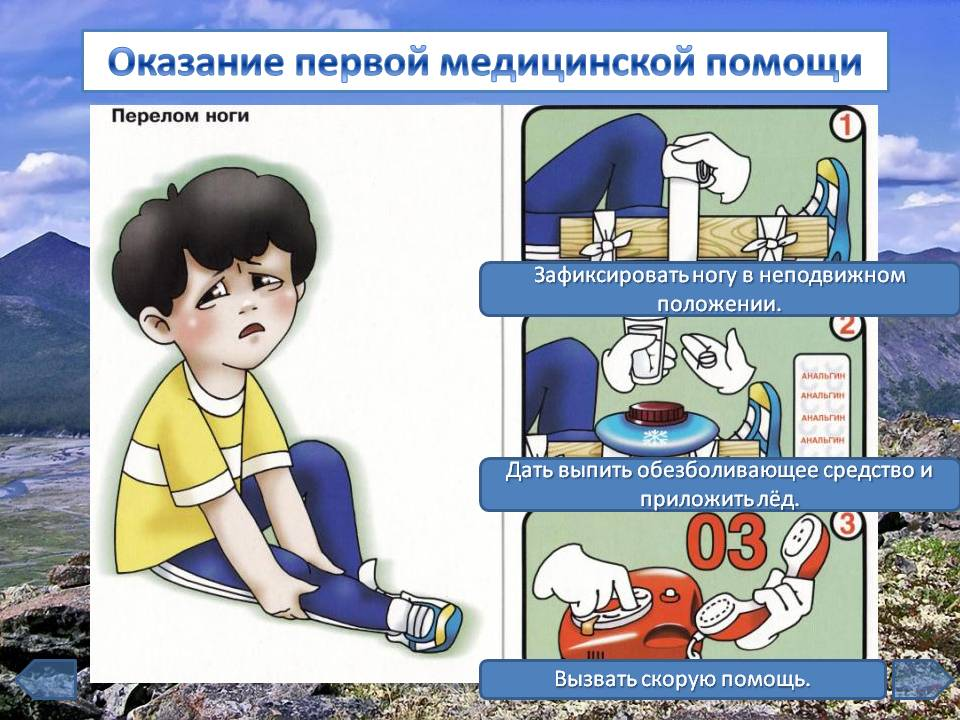 Оказание первой медицинской помощи
Перелом ноги
1
Зафиксировать ногу в неподвижном
положении.
2
АНАЛЬГИН
АНАЛЬГИН
АНАЛЬГИН
АНАЛЬГИН
Дать выпить обезболивающее средство и
приложить лёд.
3
03
Вызвать скорую помощь.